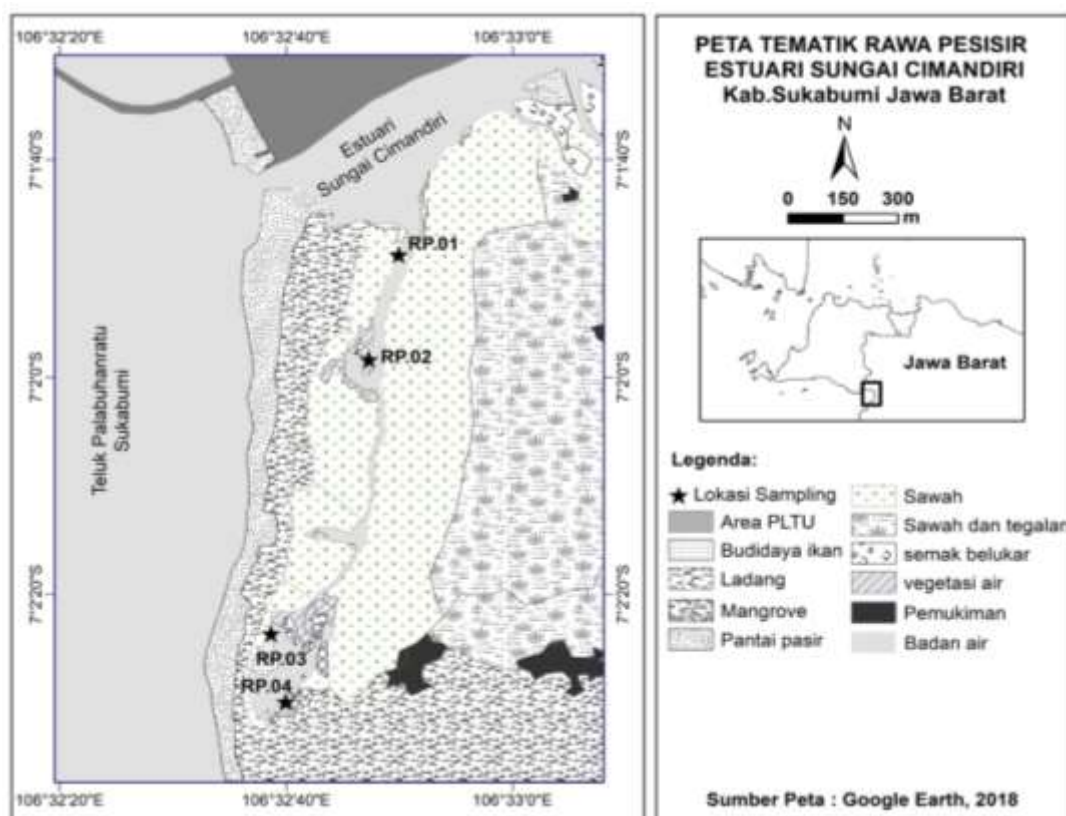 106°32'20"E
106°32'40"E
106°33'0"E
7°1'40"S
7°2'0"S
7°2'20"S
Estuari
Sungai Cimandiri
RP.01
RP.02
RP.03
RP.04
Teluk Palabuhanratu
Sukabumi
7°1'40"S
7°2'0"S
7°2'20"S
106°32'20"E
106°32'40"E
106°33'0"E
PETA TEMATIK RAWA PESISIR
ESTUARI SUNGAI CIMANDIRI
Kab.Sukabumi Jawa Barat
N
0 150 300
m
Jawa Barat
Legenda:
Lokasi Sampling
Area PLTU
Budidaya ikan
Ladang
Mangrove
Pantai pasir
Sawah
Sawah dan tegalan
semak belukar
vegetasi air
Pemukiman
Badan air
Sumber Peta : Google Earth, 2018